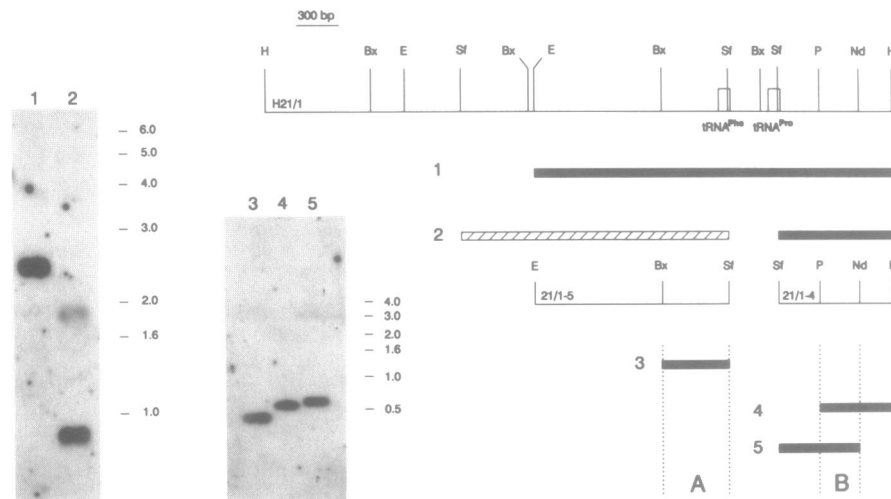 300 bp
H Bx E Sf Bx E Bx Sf Bx Sf P Nd H
H21/1
tRNAPhe tRNAPro
1 2
6.0
5.0
4.0
3.0
2.0
1.6
1.0
3 4 5
4.0
3.0
2.0
1.6
1.0
0.5
1
2
E Bx Sf Sf P Nd
21/1-5 21/1-4
3
4
5
A B